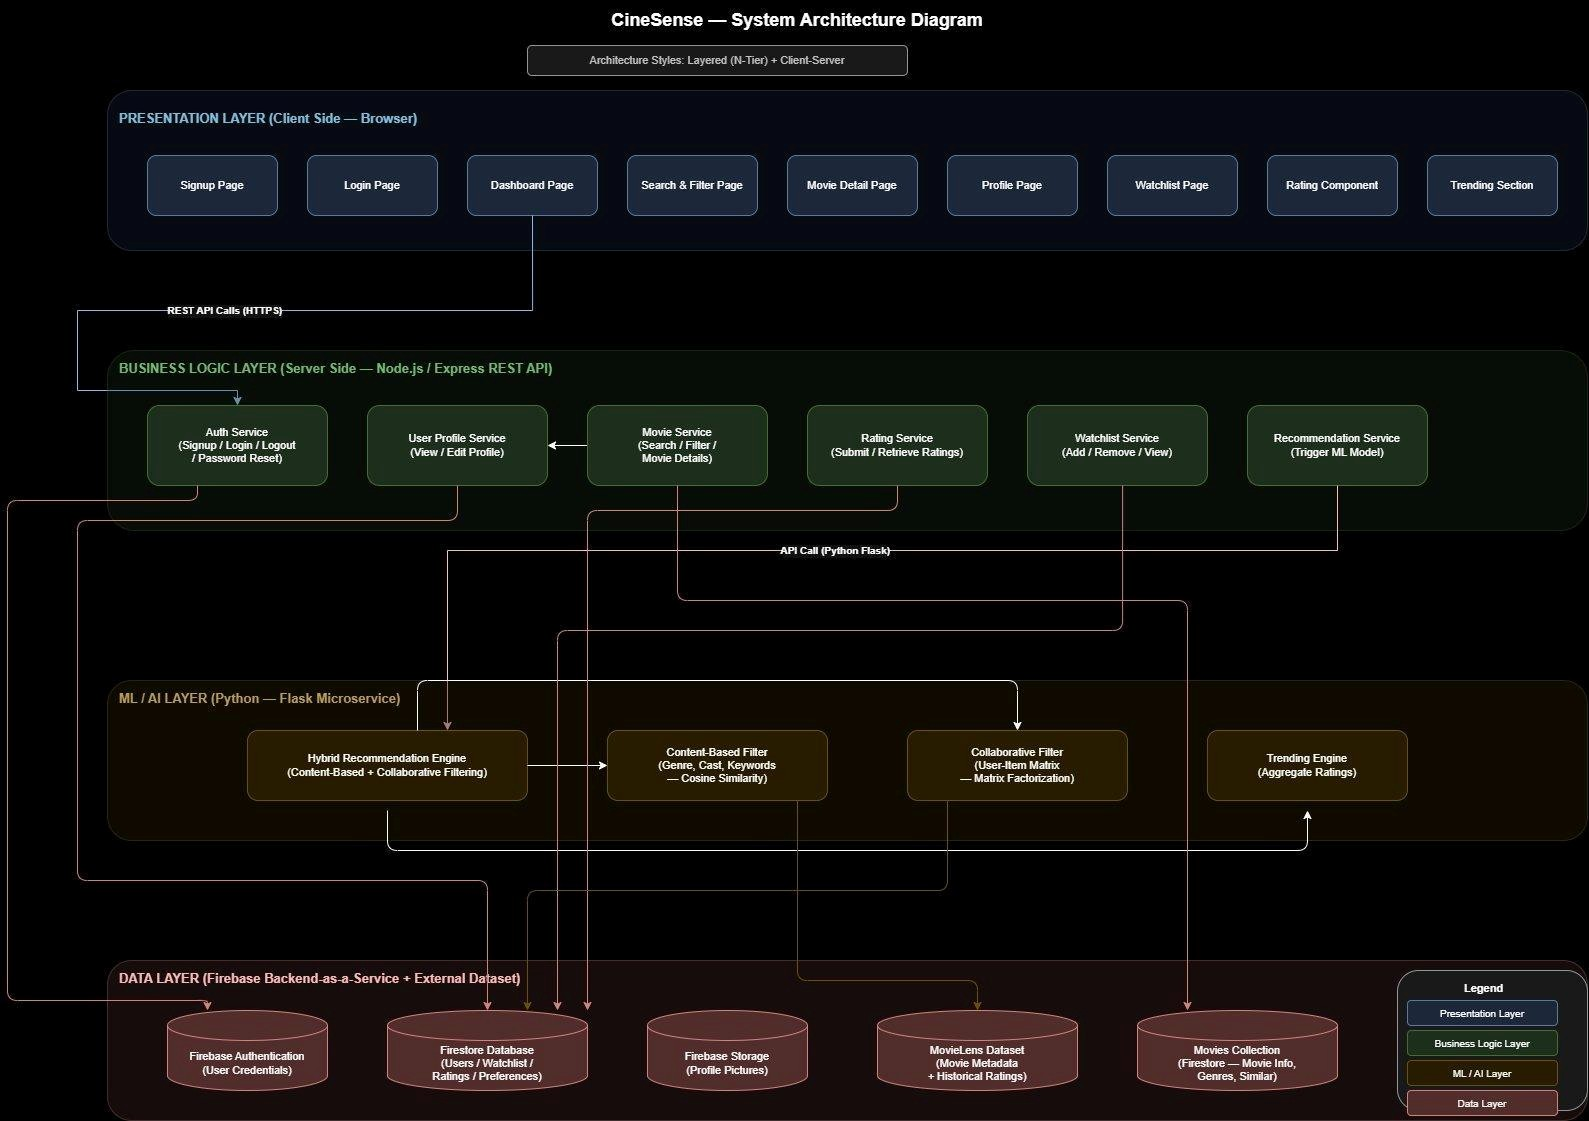 CineSense — System Architecture Diagram
Architecture Styles: Layered (N-Tier) + Client-Server
PRESENTATION LAYER (Client Side — Browser)
Signup Page
Login Page
Dashboard Page
Search & Filter Page
Movie Detail Page
Profile Page
Watchlist Page
Rating Component
Trending Section
REST API Calls (HTTPS)
BUSINESS LOGIC LAYER (Server Side — Node.js / Express REST API)
Auth Service
(Signup / Login / Logout
/ Password Reset)
User Profile Service
(View / Edit Profile)
Movie Service
(Search / Filter /
Movie Details)
Rating Service
(Submit / Retrieve Ratings)
Watchlist Service
(Add / Remove / View)
Recommendation Service
(Trigger ML Model)
API Call (Python Flask)
ML / AI LAYER (Python — Flask Microservice)
Hybrid Recommendation Engine
(Content-Based + Collaborative Filtering)
Content-Based Filter
(Genre, Cast, Keywords
— Cosine Similarity)
Collaborative Filter
(User-Item Matrix
— Matrix Factorization)
Trending Engine
(Aggregate Ratings)
DATA LAYER (Firebase Backend-as-a-Service + External Dataset)
Firebase Authentication
(User Credentials)
Firestore Database
(Users / Watchlist /
Ratings / Preferences)
Firebase Storage
(Profile Pictures)
MovieLens Dataset
(Movie Metadata
+ Historical Ratings)
Movies Collection
(Firestore — Movie Info,
Genres, Similar)
Legend
Presentation Layer
Business Logic Layer
ML / AI Layer
Data Layer